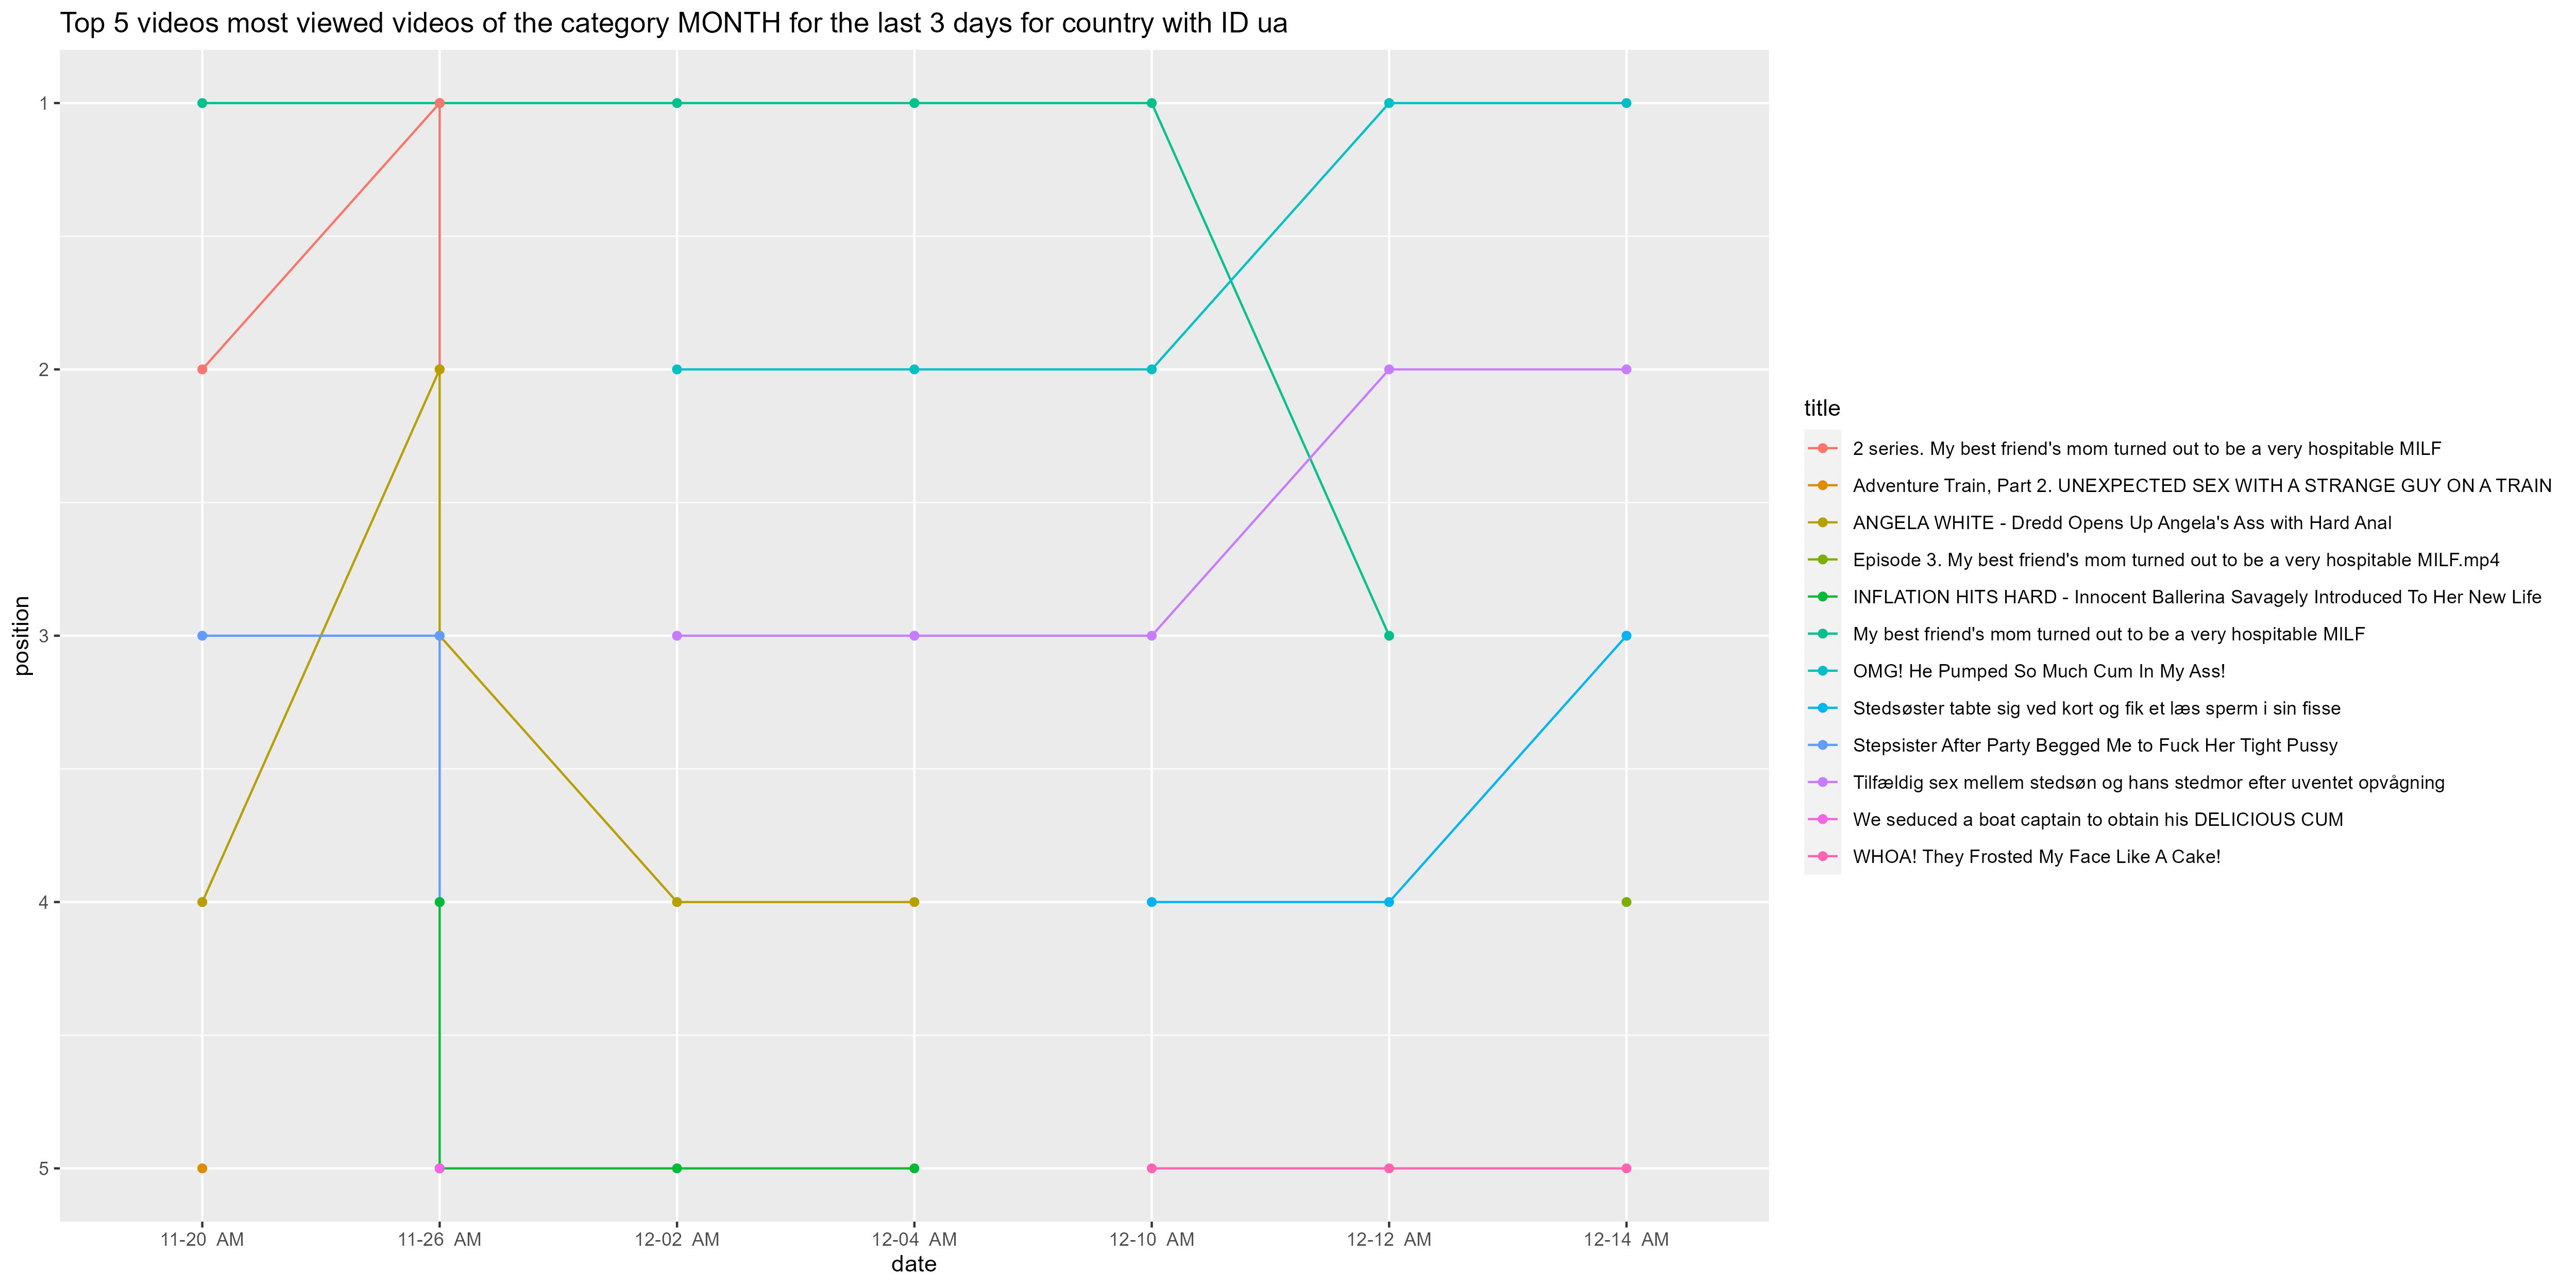 Top 5 videos most viewed videos of the category MONTH for the last 3 days for country with ID ua
position
1
2
3
4
5
11-20 AM
11-26 AM
12-02 AM
12-04 AM
12-10 AM
12-12 AM
12-14 AM
date
title
2 series. My best friend's mom turned out to be a very hospitable MILF
Adventure Train, Part 2. UNEXPECTED SEX WITH A STRANGE GUY ON A TRAIN
ANGELA WHITE - Dredd Opens Up Angela's Ass with Hard Anal
Episode 3. My best friend's mom turned out to be a very hospitable MILF.mp4
INFLATION HITS HARD - Innocent Ballerina Savagely Introduced To Her New Life
My best friend's mom turned out to be a very hospitable MILF
OMG! He Pumped So Much Cum In My Ass!
Stedsøster tabte sig ved kort og fik et læs sperm i sin fisse
Stepsister After Party Begged Me to Fuck Her Tight Pussy
Tilfældig sex mellem stedsøn og hans stedmor efter uventet opvågning
We seduced a boat captain to obtain his DELICIOUS CUM
WHOA! They Frosted My Face Like A Cake!